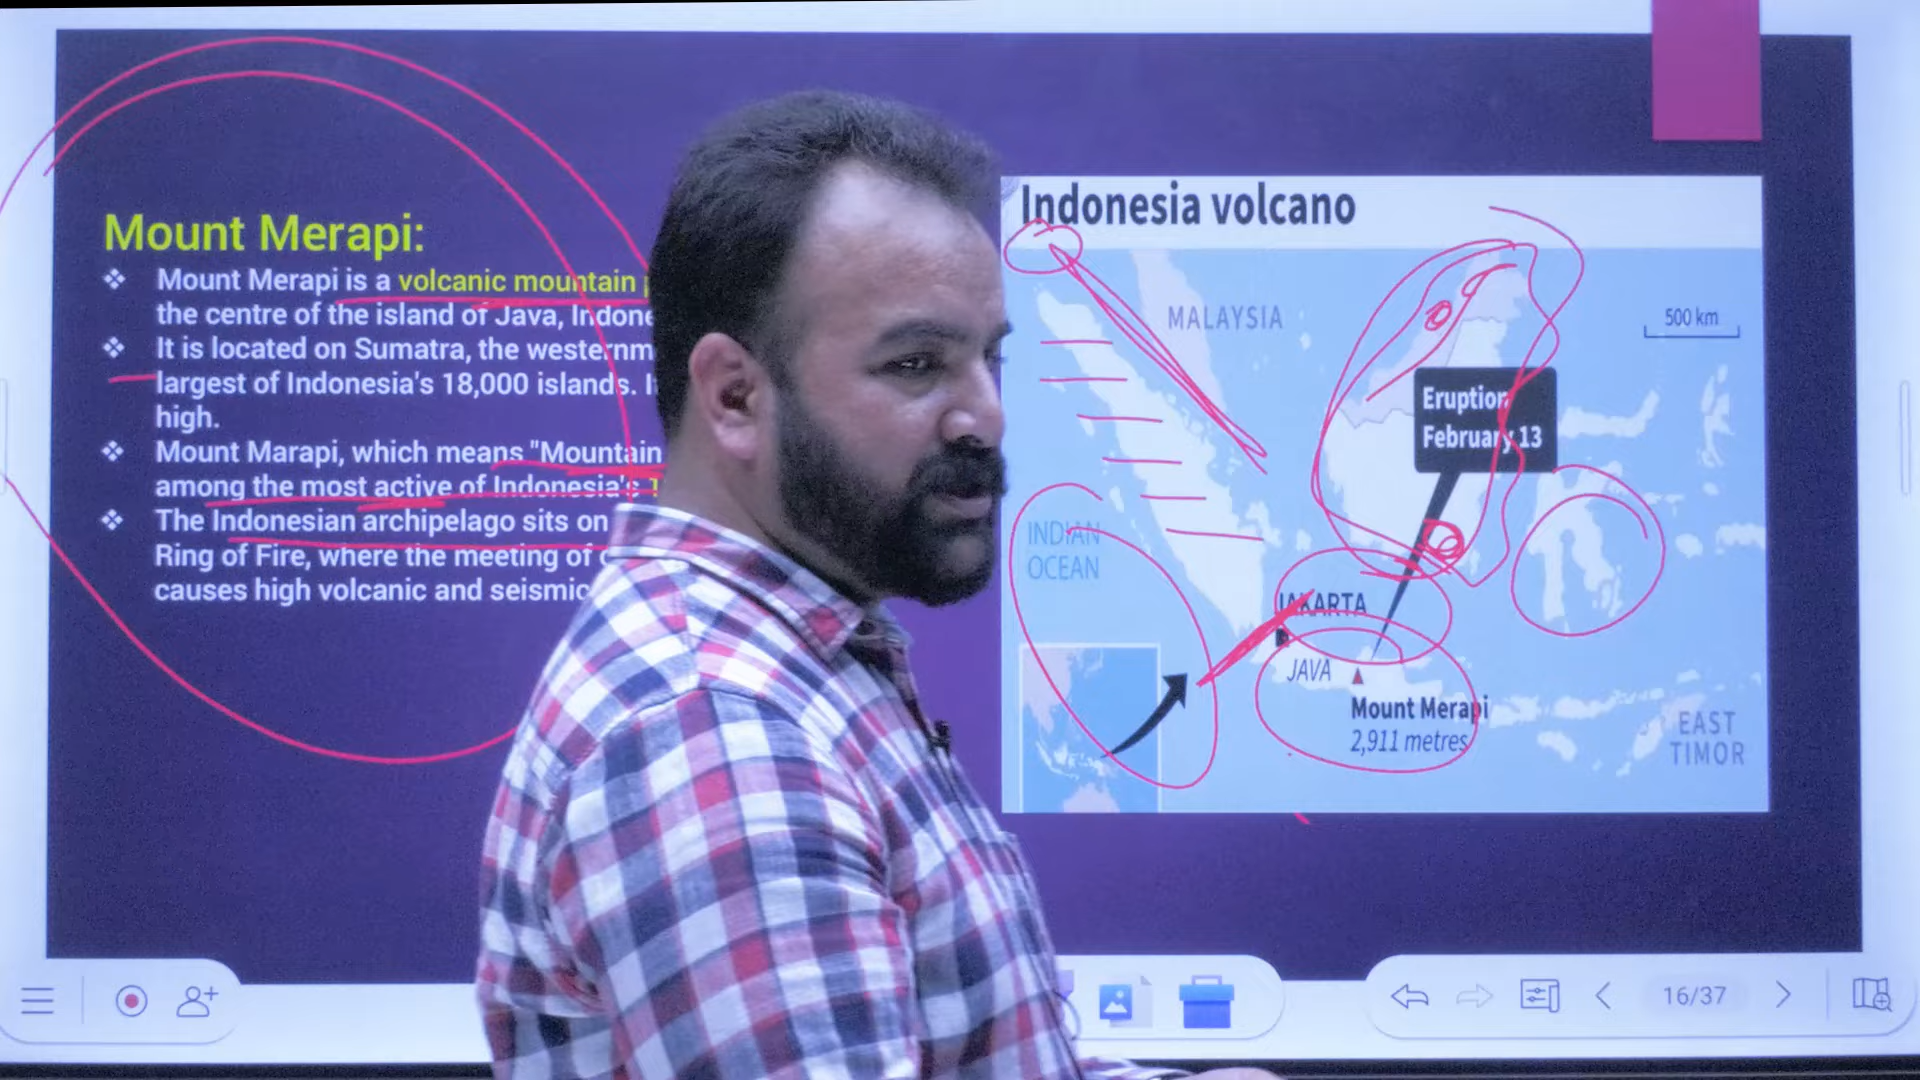 Mount Merapi:
❖ Mount Merapi is a volcanic mountain
the centre of the island of Java,
❖ It is located on Sumatra, the
largest of Indonesia's 18,000 islands.
high.
❖ Mount Marapi, which means "Mountain
among the most active of Indonesia's
❖ The Indonesian archipelago sits on
Ring of Fire, where the meeting of
causes high volcanic and
Indonesia volcano
MALAYSIA
500 km
Eruption
February 13
INDIAN
OCEAN
JAKARTA
JAVA
Mount Merapi
2,911 metres
EAST
TIMOR
16/37